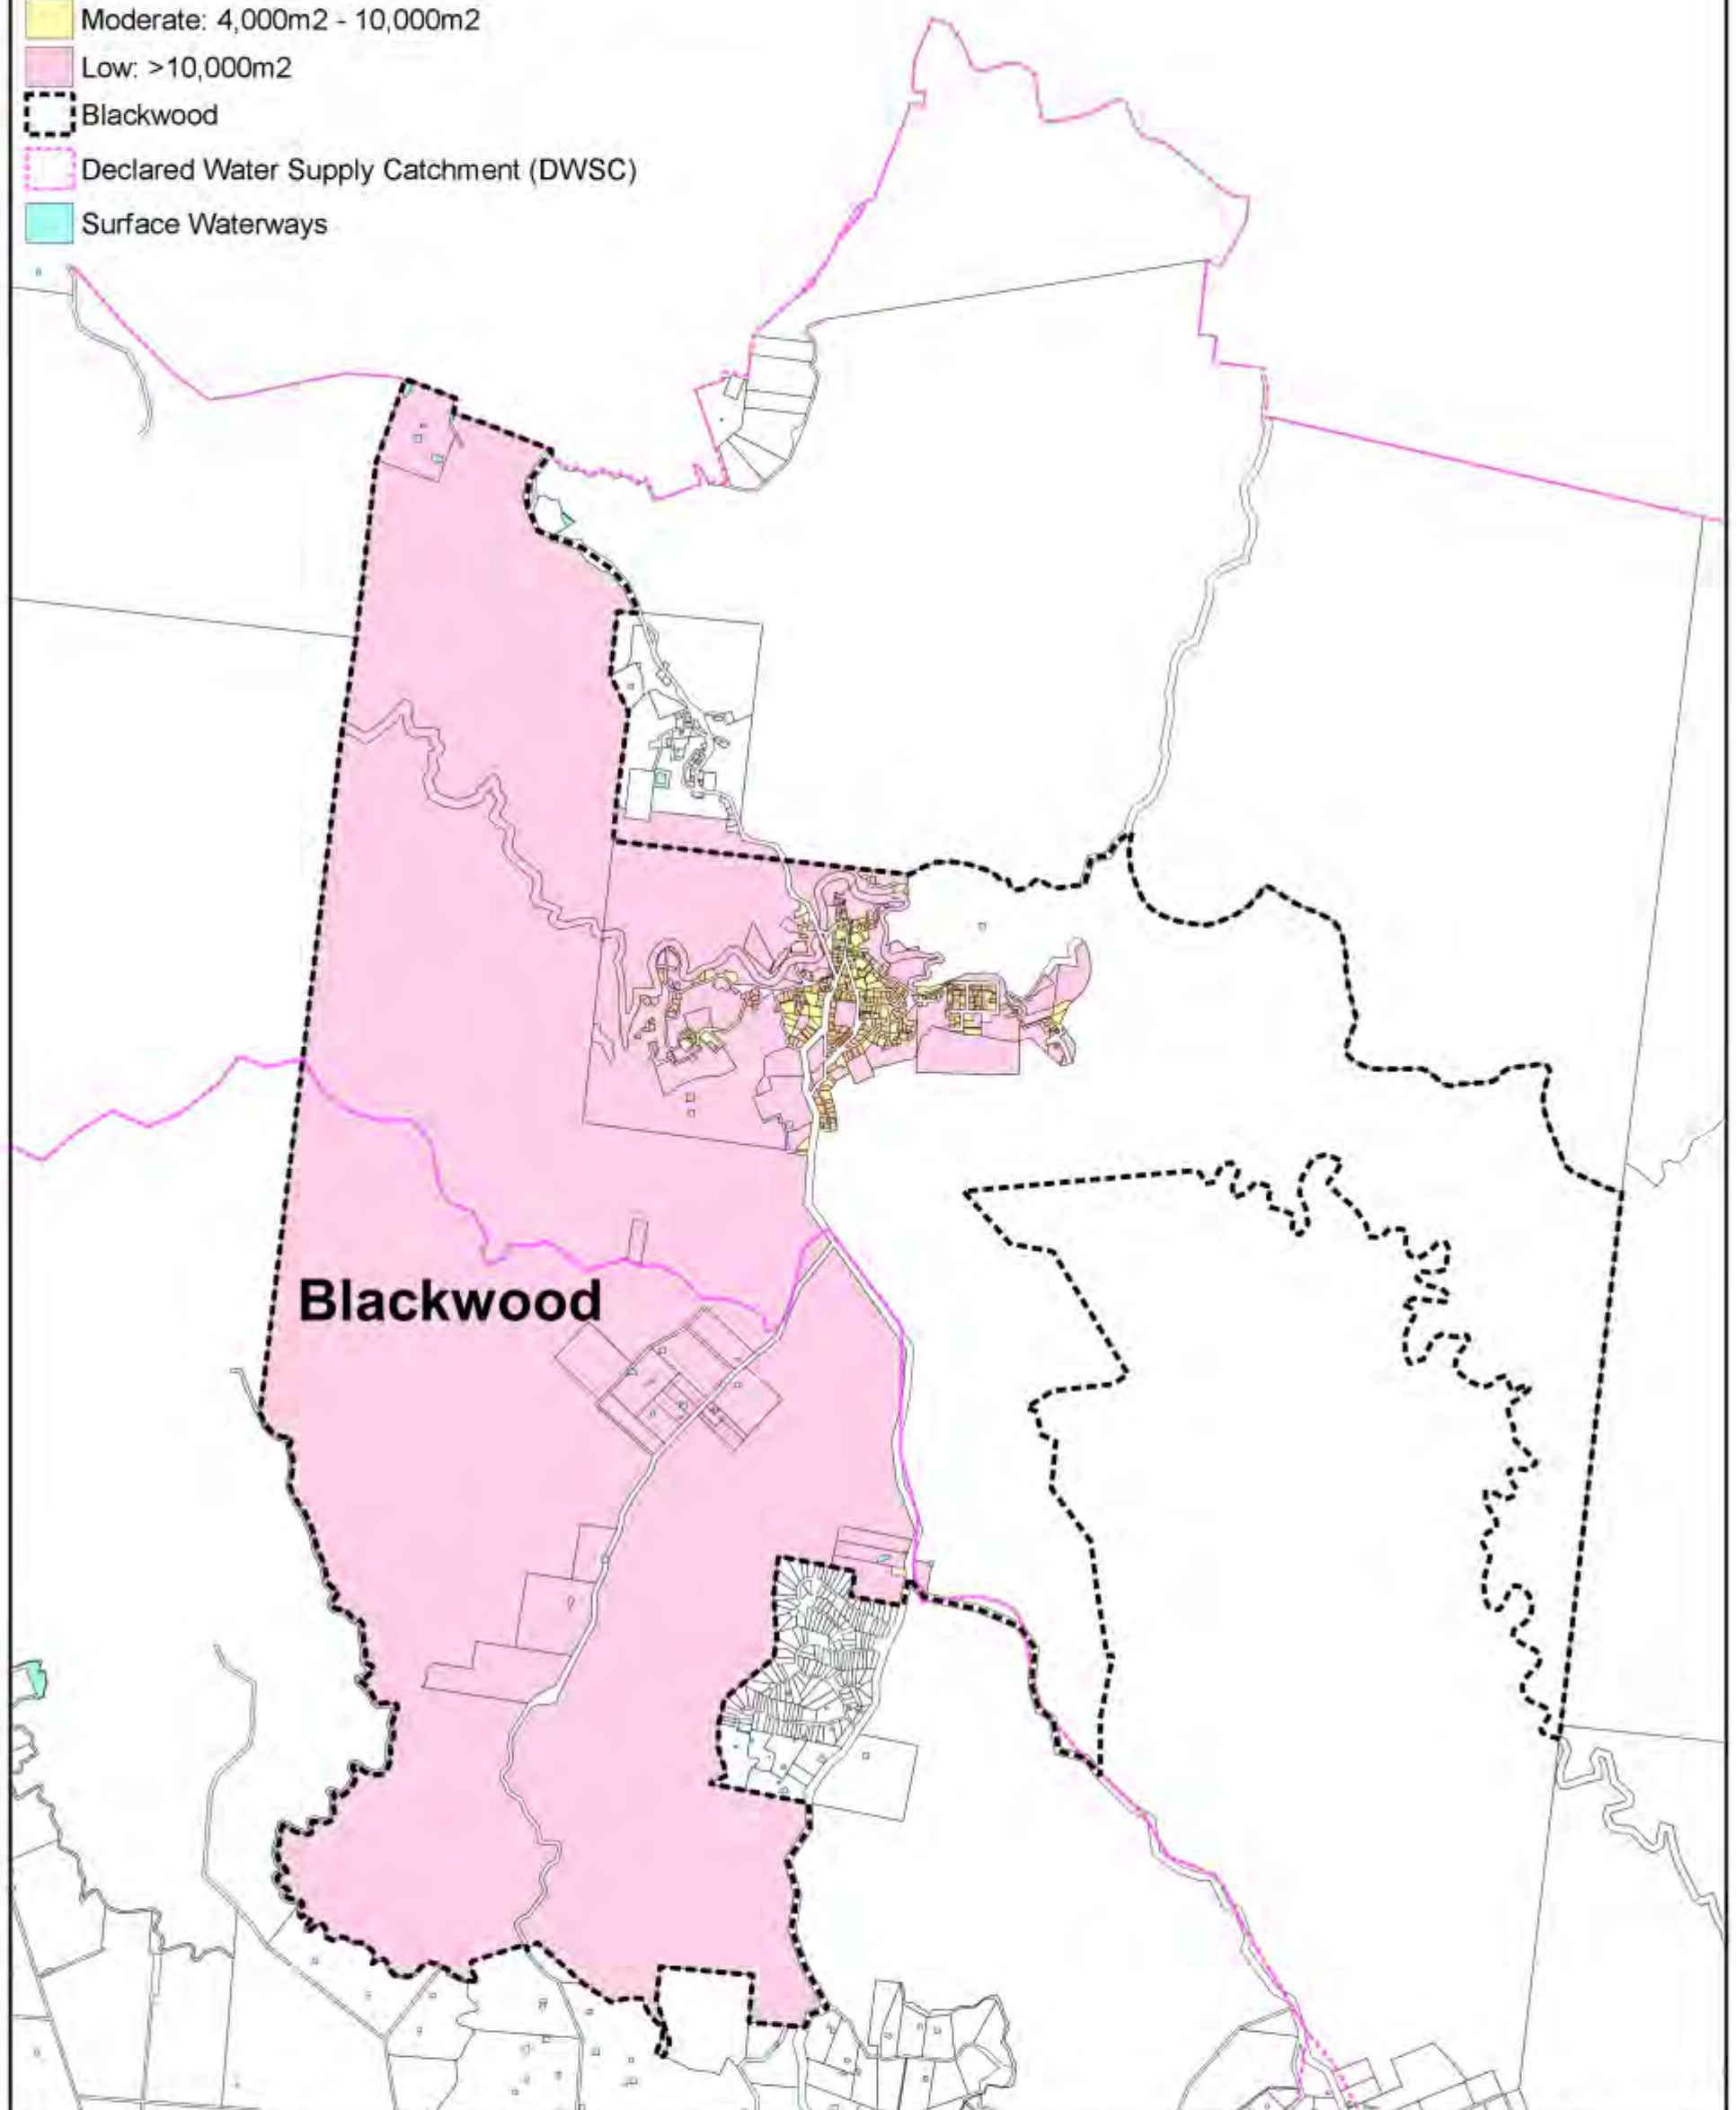 Moderate: 4,000m2 - 10,000m2
Low: >10,000m2
Blackwood
Declared Water Supply Catchment (DWSC)
Surface Waterways
Blackwood